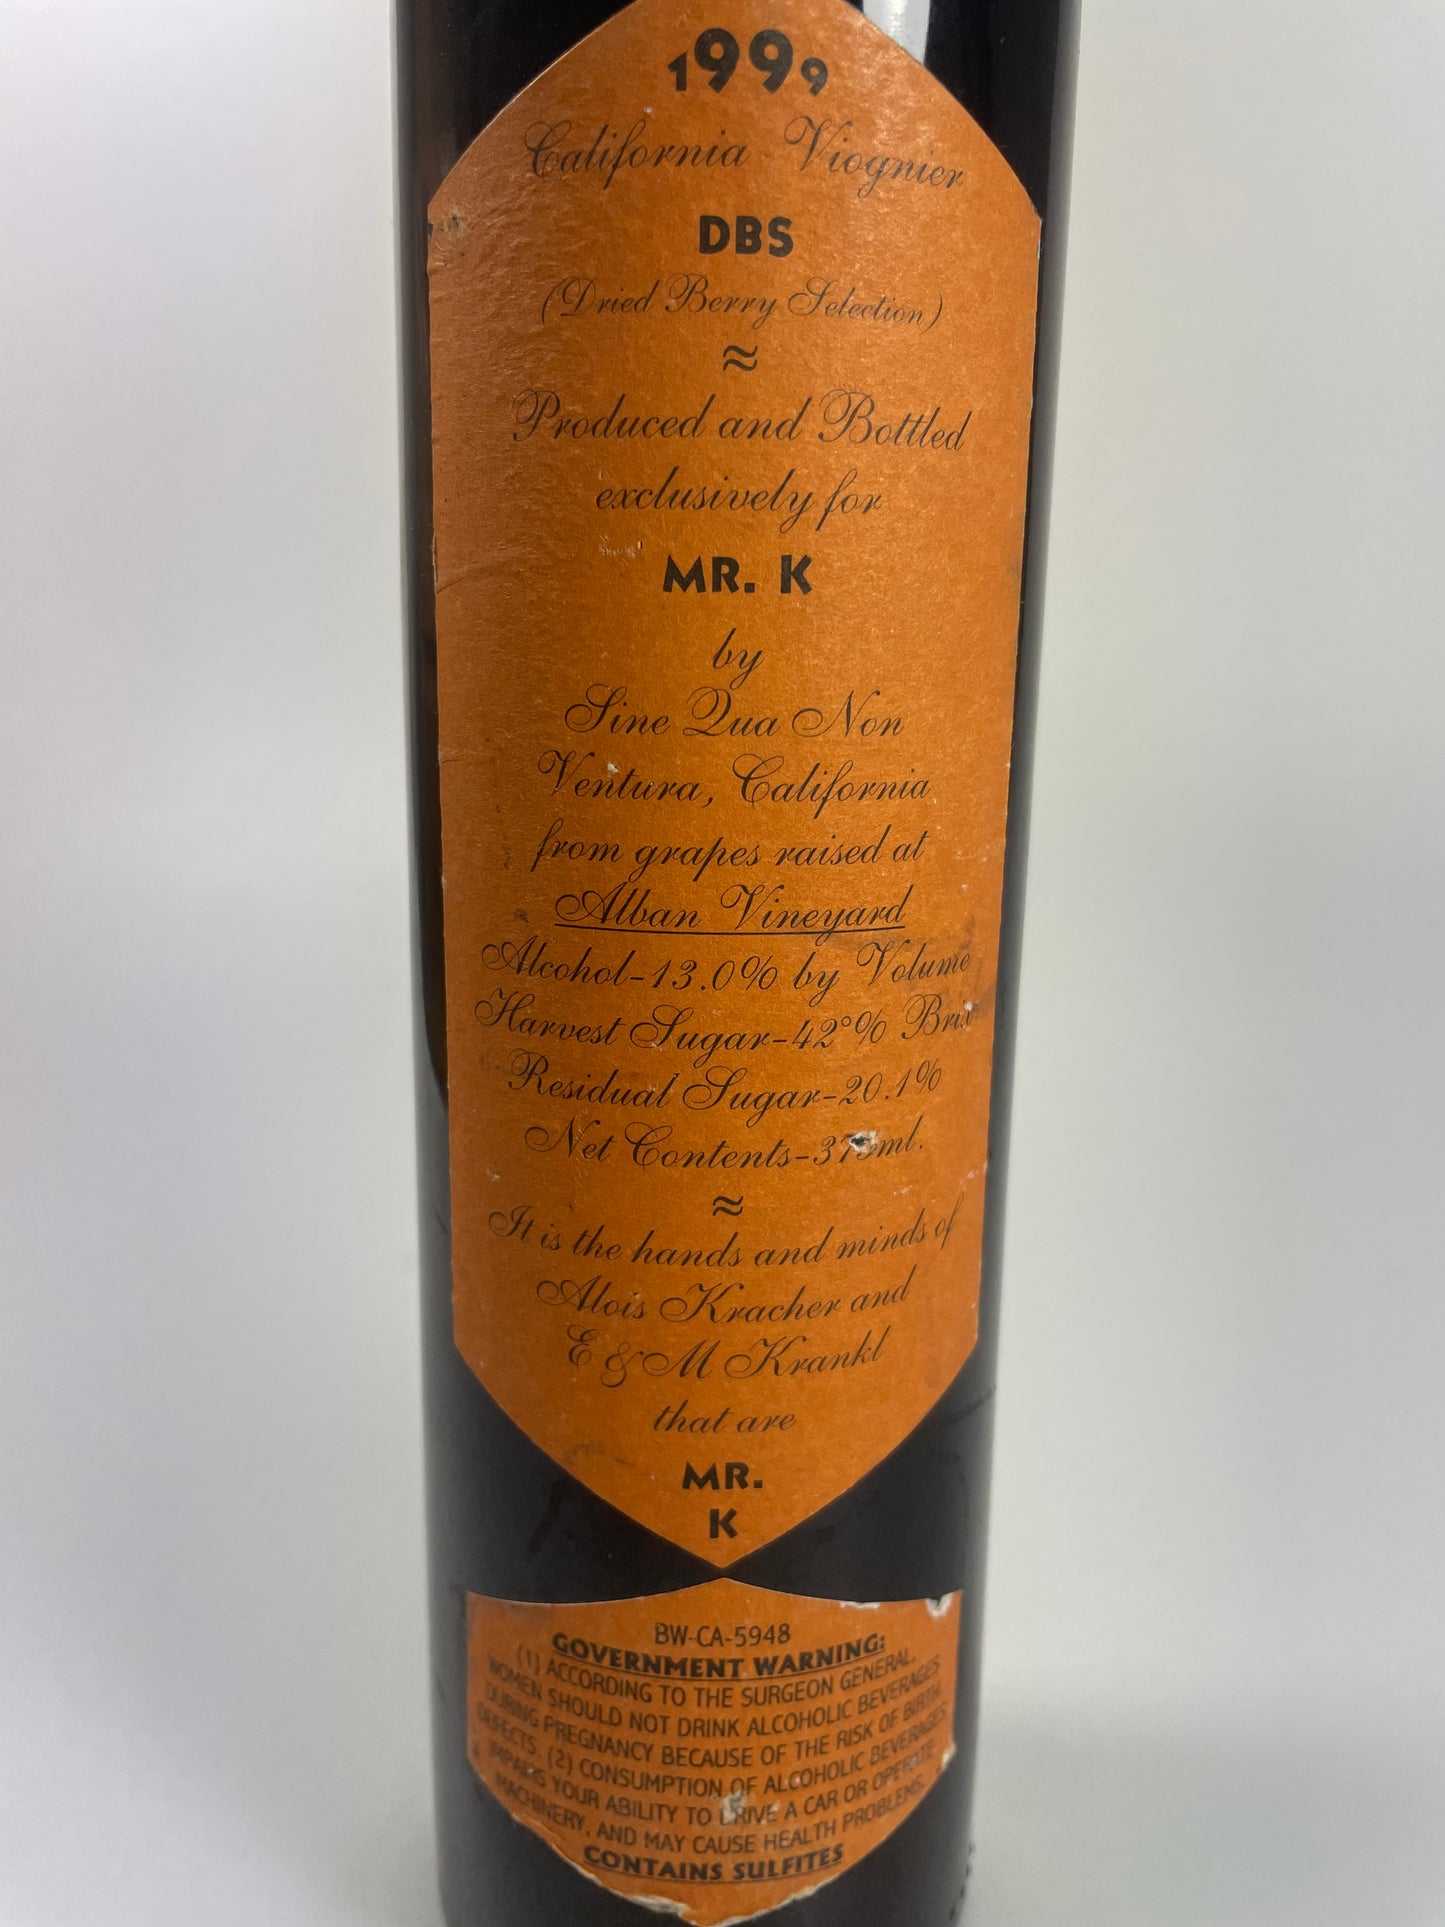 1999
California Viognier
DBS
(Dried Berry Selection)
≈
Produced and Bottled
exclusively for
MR. K
by
Sine Qua Non
Ventura, California
from grapes raised at
Alban Vineyard
Alcohol-13.0% by Volume
Harvest Sugar-42°% Brix
Residual Sugar-20.1%
Net Contents-375ml.
≈
It is the hands and minds of
Alois Kracher and
E & M Krankl
that are
MR.
K
BW-CA-5948
GOVERNMENT WARNING:
(1) ACCORDING TO THE SURGEON GENERAL,
WOMEN SHOULD NOT DRINK ALCOHOLIC BEVERAGES
DURING PREGNANCY BECAUSE OF THE RISK OF BIRTH
DEFECTS. (2) CONSUMPTION OF ALCOHOLIC BEVERAGES
IMPAIRS YOUR ABILITY TO DRIVE A CAR OR OPERATE
MACHINERY, AND MAY CAUSE HEALTH PROBLEMS.
CONTAINS SULFITES